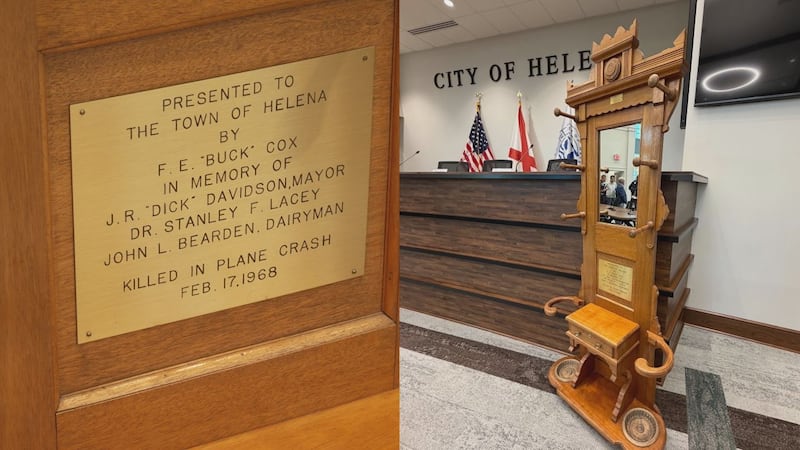 PRESENTED TO
THE TOWN OF HELENA
BY
F. E. "BUCK" COX
IN MEMORY OF
J.R. "DICK" DAVIDSON, MAYOR
DR. STANLEY F. LACEY
JOHN L. BEARDEN, DAIRYMAN
KILLED IN PLANE CRASH
FEB. 17, 1968
CITY OF HELE